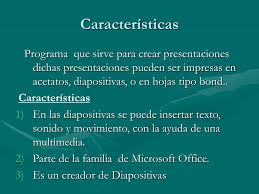 Características
Programa que sirve para crear presentaciones
dichas presentaciones pueden ser impresas en
acetatos, diapositivas, o en hojas tipo bond..
Características
1) En las diapositivas se puede insertar texto,
sonido y movimiento, con la ayuda de una
multimedia.
2) Parte de la familia de Microsoft Office.
3) Es un creador de Diapositivas